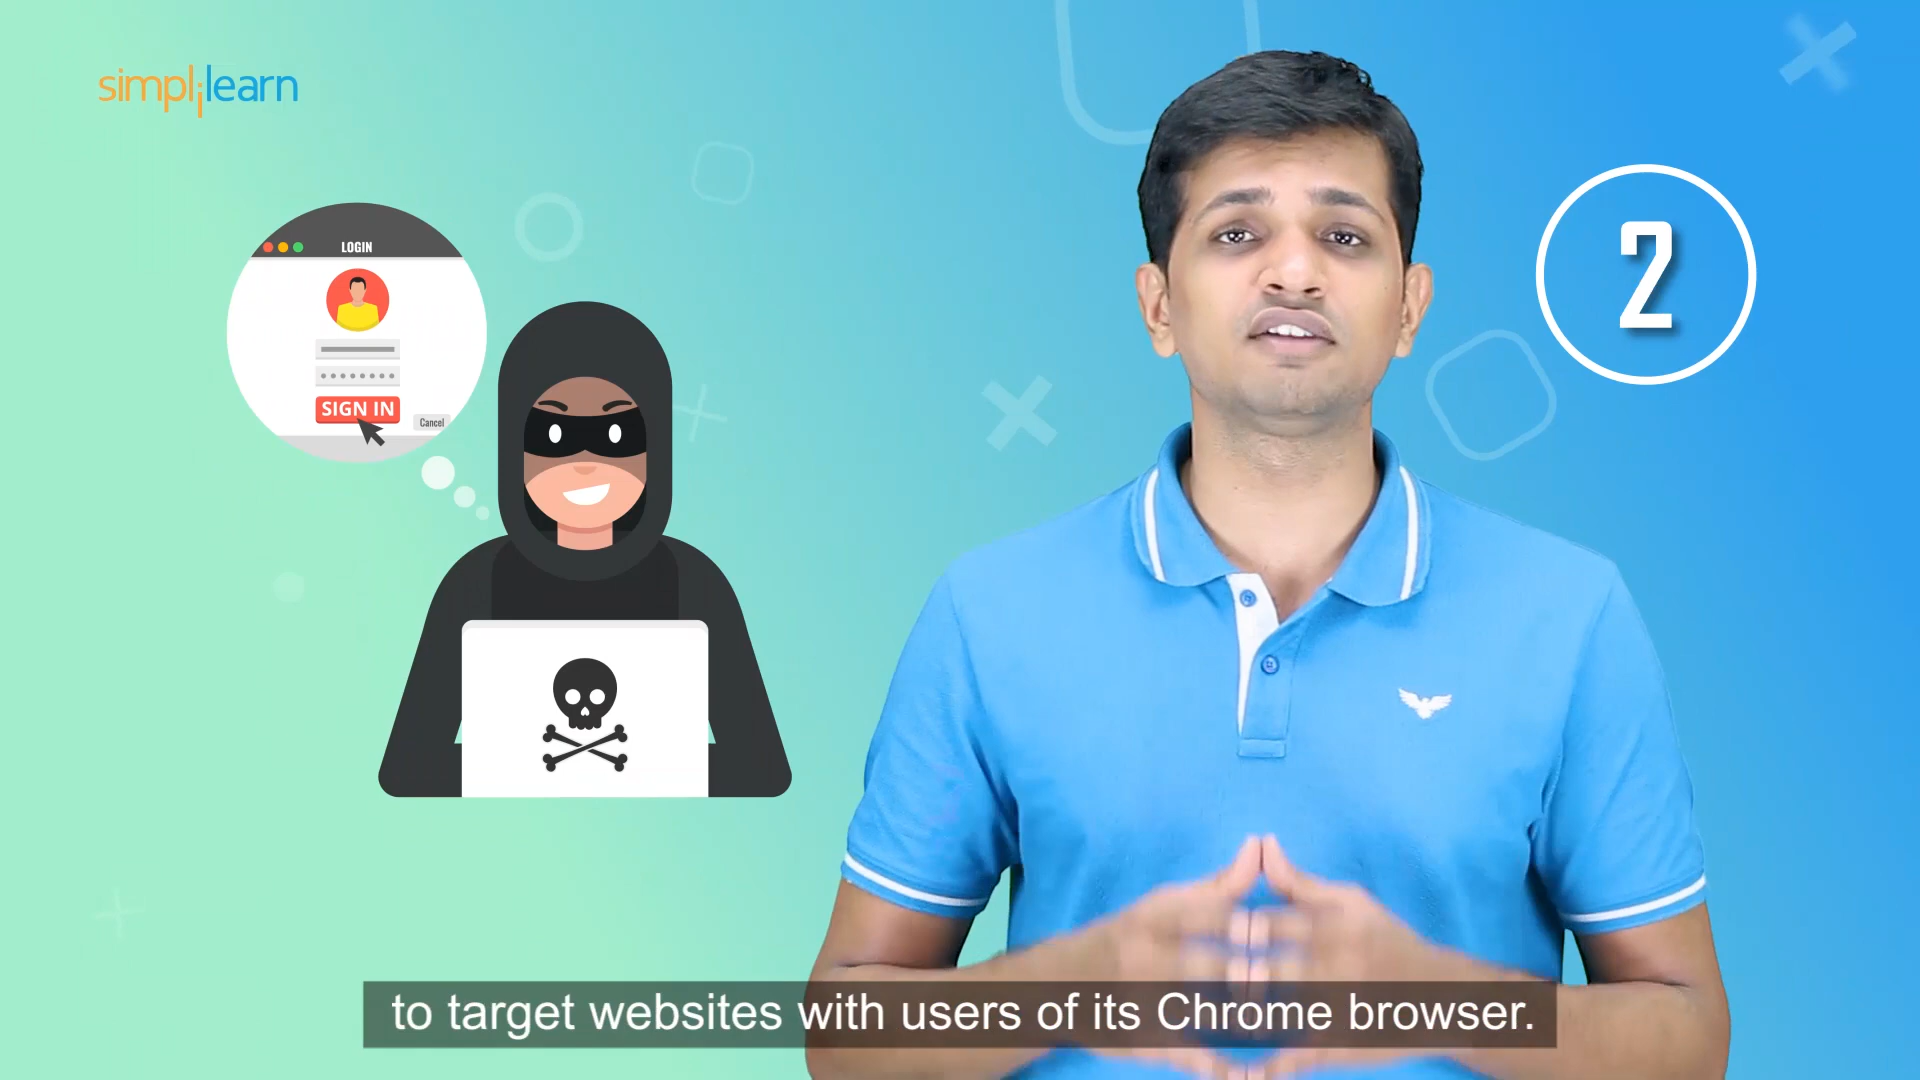 simplilearn
LOGIN
SIGN IN
Cancel
2
to target websites with users of its Chrome browser.